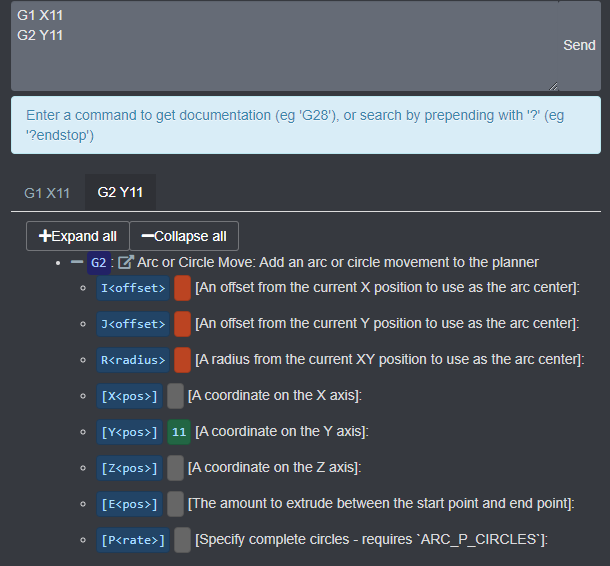 G1 X11
G2 Y11
Send
Enter a command to get documentation (eg 'G28'), or search by prepending with '?' (eg
'?endstop')
G1 X11 G2 Y11
Expand all Collapse all
G2: Arc or Circle Move: Add an arc or circle movement to the planner
I<offset> [An offset from the current X position to use as the arc center]:
J<offset> [An offset from the current Y position to use as the arc center]:
R<radius> [A radius from the current XY position to use as the arc center]:
[X<pos>] [A coordinate on the X axis]:
[Y<pos>] 11 [A coordinate on the Y axis]:
[Z<pos>] [A coordinate on the Z axis]:
[E<pos>] [The amount to extrude between the start point and end point]:
[P<rate>] [Specify complete circles - requires `ARC_P_CIRCLES`]: